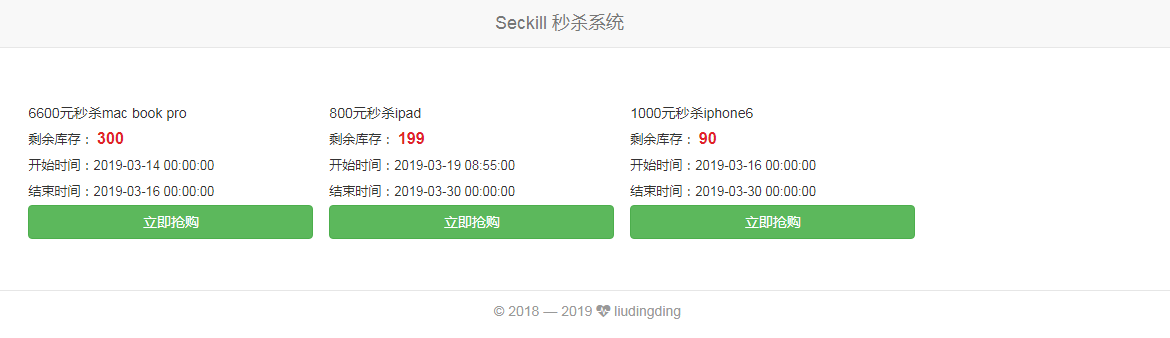 Seckill 秒杀系统
6600元秒杀mac book pro
剩余库存： 300
开始时间：2019-03-14 00:00:00
结束时间：2019-03-16 00:00:00
立即抢购
800元秒杀ipad
剩余库存： 199
开始时间：2019-03-19 08:55:00
结束时间：2019-03-30 00:00:00
立即抢购
1000元秒杀iphone6
剩余库存： 90
开始时间：2019-03-16 00:00:00
结束时间：2019-03-30 00:00:00
立即抢购
© 2018 — 2019 liudingding